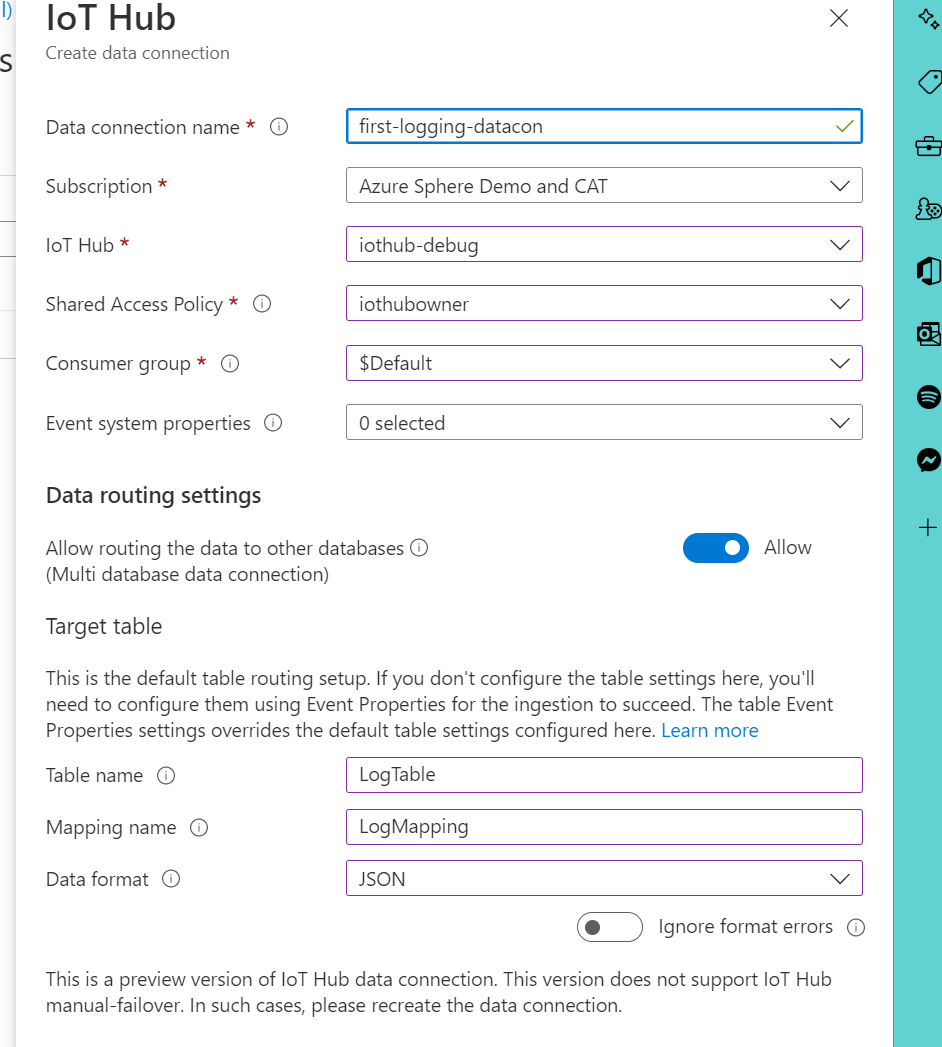 l)
s
IoT Hub
Create data connection
Data connection name *
first-logging-datacon
Subscription *
Azure Sphere Demo and CAT
IoT Hub *
iothub-debug
Shared Access Policy *
iothubowner
Consumer group *
$Default
Event system properties
0 selected
Data routing settings
Allow routing the data to other databases
(Multi database data connection)
Allow
Target table
This is the default table routing setup. If you don't configure the table settings here, you'll
need to configure them using Event Properties for the ingestion to succeed. The table Event
Properties settings overrides the default table settings configured here. Learn more
Table name
LogTable
Mapping name
LogMapping
Data format
JSON
Ignore format errors
This is a preview version of IoT Hub data connection. This version does not support IoT Hub
manual-failover. In such cases, please recreate the data connection.